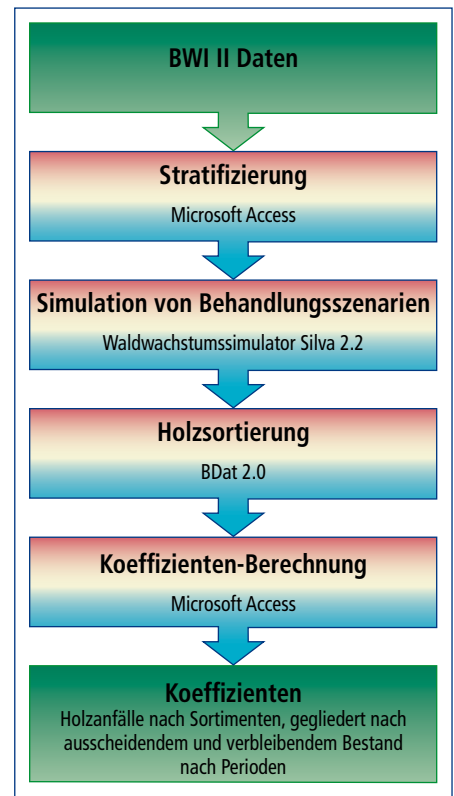 BWI II Daten
Stratifizierung
Microsoft Access
Simulation von Behandlungsszenarien
Waldwachstumssimulator Silva 2.2
Holzsortierung
BDat 2.0
Koeffizienten-Berechnung
Microsoft Access
Koeffizienten
Holzanfälle nach Sortimenten, gegliedert nach
ausscheidendem und verbleibendem Bestand
nach Perioden